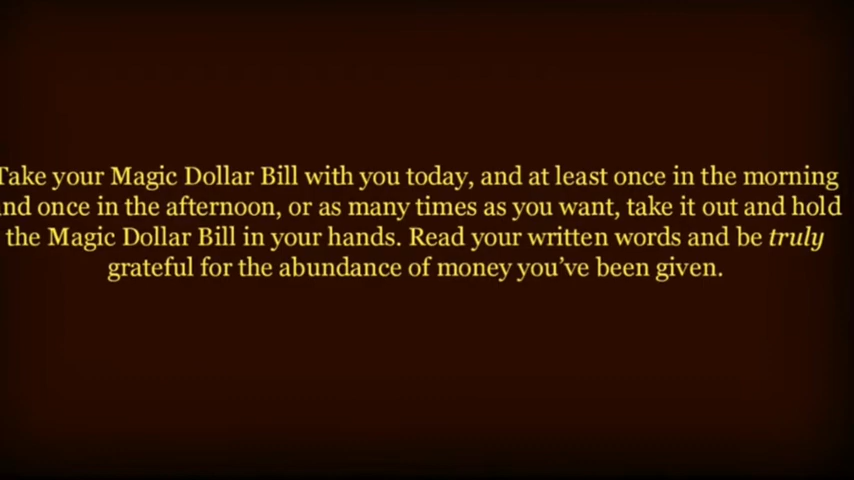 Take your Magic Dollar Bill with you today, and at least once in the morning
and once in the afternoon, or as many times as you want, take it out and hold
the Magic Dollar Bill in your hands. Read your written words and be truly
grateful for the abundance of money you’ve been given.